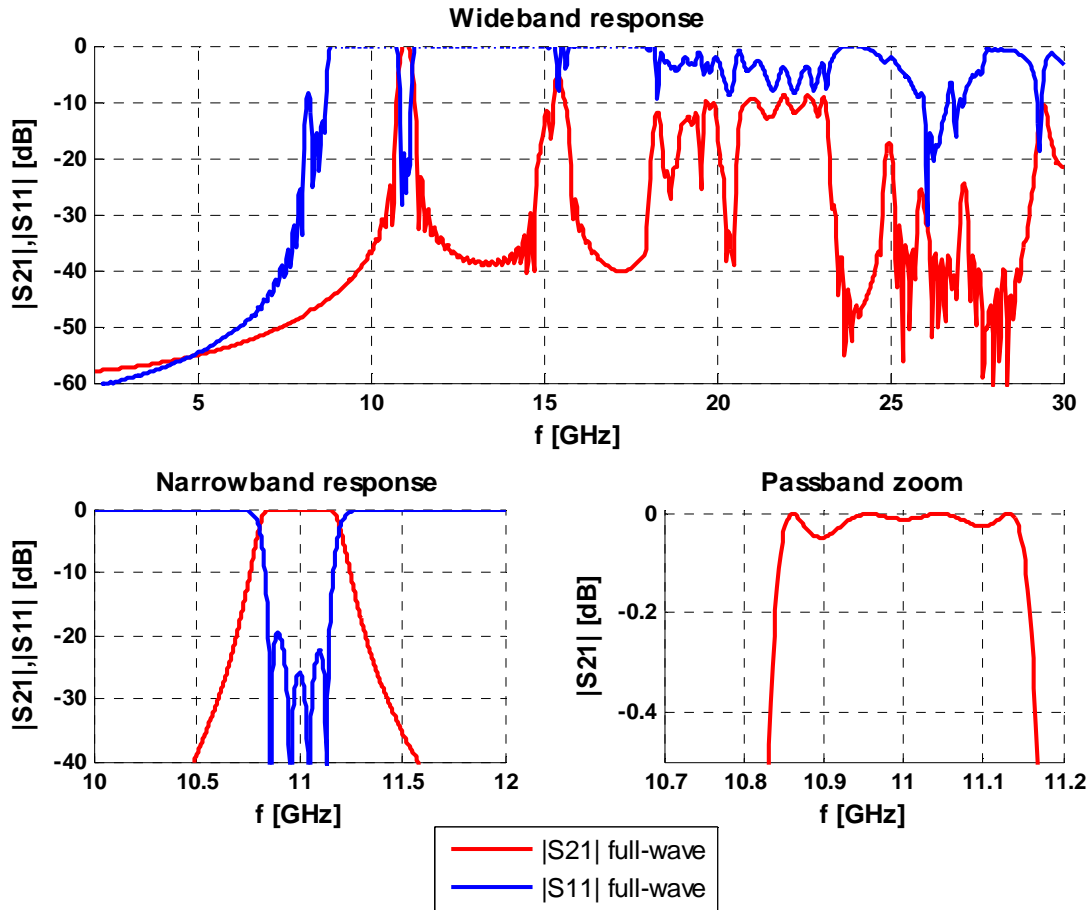 Wideband response
|S21|,|S11| [dB]
0
-10
-20
-30
-40
-50
-60
5
10
15
20
25
30
f [GHz]
Narrowband response
|S21|,|S11| [dB]
0
-10
-20
-30
-40
10
10.5
11
11.5
12
f [GHz]
Passband zoom
|S21| [dB]
0
-0.2
-0.4
10.7
10.8
10.9
11
11.1
11.2
f [GHz]
|S21| full-wave
|S11| full-wave